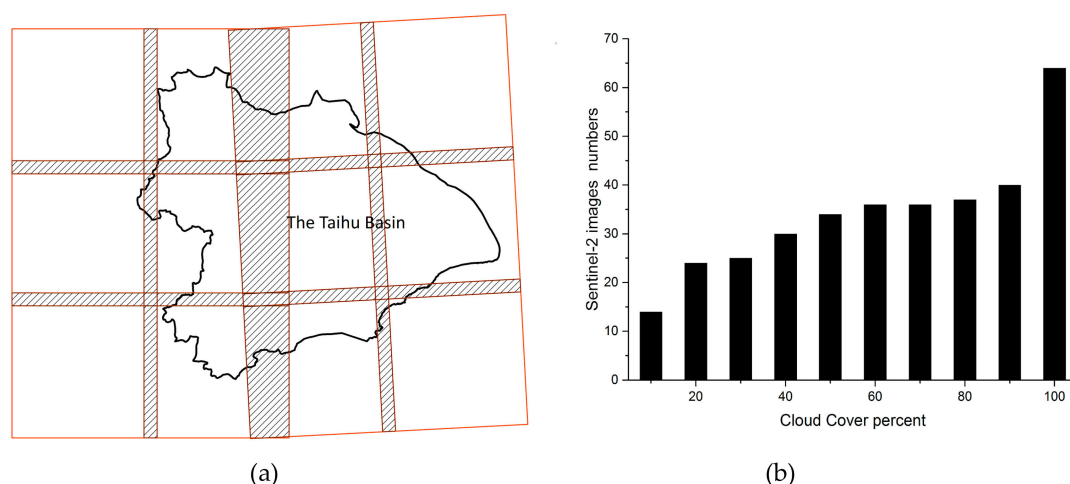 The Taihu Basin
(a)
70
60
50
40
30
20
10
0
Sentinel-2 images numbers
20 40 60 80 100
Cloud Cover percent
(b)